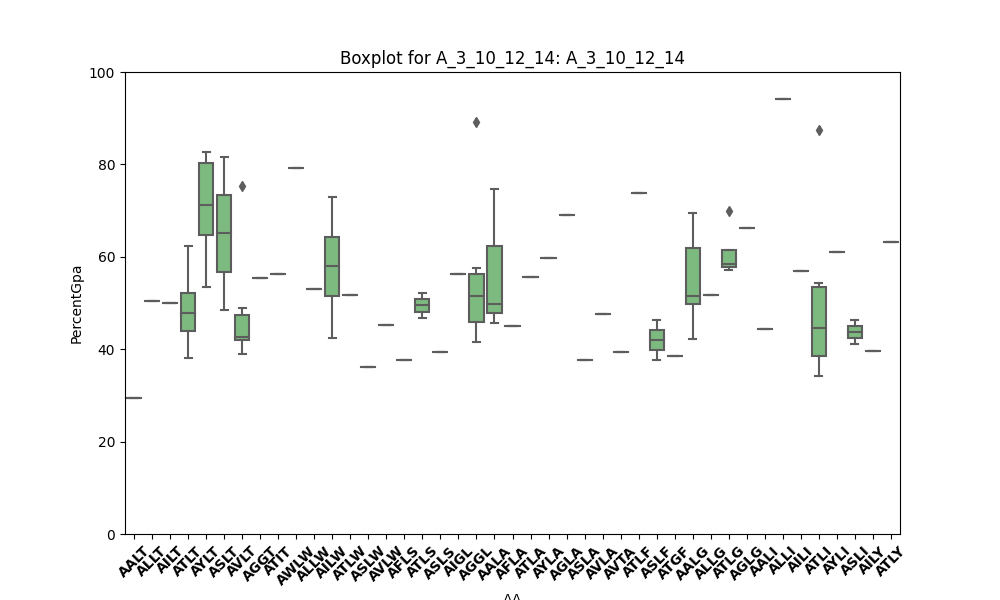 Boxplot for A_3_10_12_14: A_3_10_12_14
PercentGpa
100
80
60
40
20
0
AALT
ALLT
AILT
ATLT
AYLT
ASLT
AVLT
AGGT
ATIT
AWLW
ALLW
AILW
ATLW
ASLW
AVLW
AFLS
ATLS
ASLS
AIGL
AGGL
AALA
AFLA
ATLA
AYLA
AGLA
ASLA
AVLA
AVTA
ATLF
ASLF
ATGF
AALG
ALLG
ATLG
AGLG
AALI
ALLI
AILI
ATLI
AYLI
ASLI
AILY
ATLY
AA